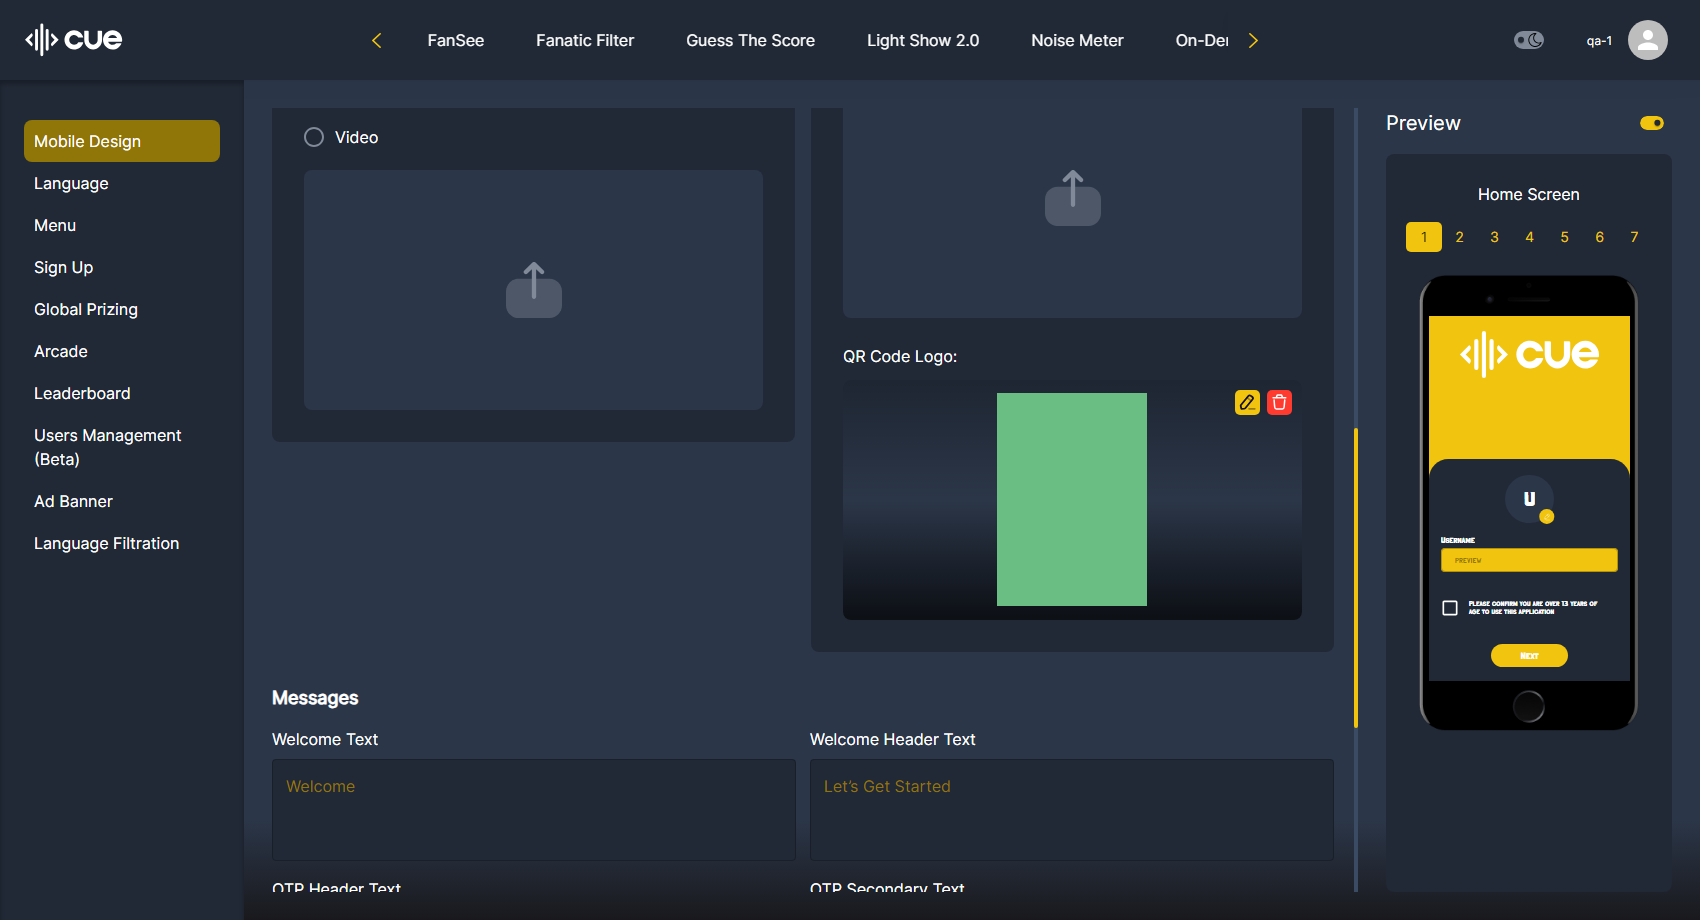 cue
FanSee
Fanatic Filter
Guess The Score
Light Show 2.0
Noise Meter
On-Der
qa-1
Mobile Design
Language
Menu
Sign Up
Global Prizing
Arcade
Leaderboard
Users Management
(Beta)
Ad Banner
Language Filtration
Video
QR Code Logo:
Messages
Welcome Text
Welcome
Welcome Header Text
Let's Get Started
OTP Header Text
OTP Secondary Text
Preview
Home Screen
1 2 3 4 5 6 7
cue
U
Username
PREVIEW
Please confirm you are over 13 years of
age to use this application
Next